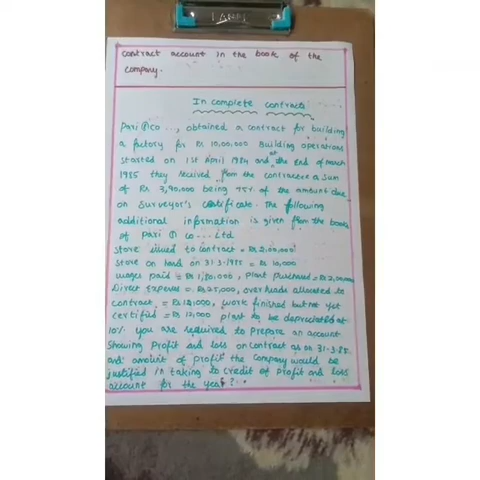 contract account in the book of the
company.
In complete contracts
Pari & co ..., obtained a contract for building
a factory for Rs 10,00,000 Building operations
started on 1st April 1984 and at the end of march
1985 they received from the contractee a sum
of Rs 3,90,000 being 75% of the amount due
on surveyor's certificate. The following
additional information is given from the books
of Pari & co ... Ltd
Store issued to contract = Rs 2,00,000
Store on hand on 31-3-1985 = Rs 10,000
wages paid = Rs 1,80,000, Plant Purchased = Rs 2,00,000
Direct Expense = Rs 25,000, overheads allocated to
contract = Rs 12,000, work finished but not yet
certified = Rs 12,000 plant to be depreciated at
10% you are required to prepare an account
showing profit and loss on contract as on 31-3-85.
and amount of profit the company would be
justified in taking to credit of profit and loss
account for the year?